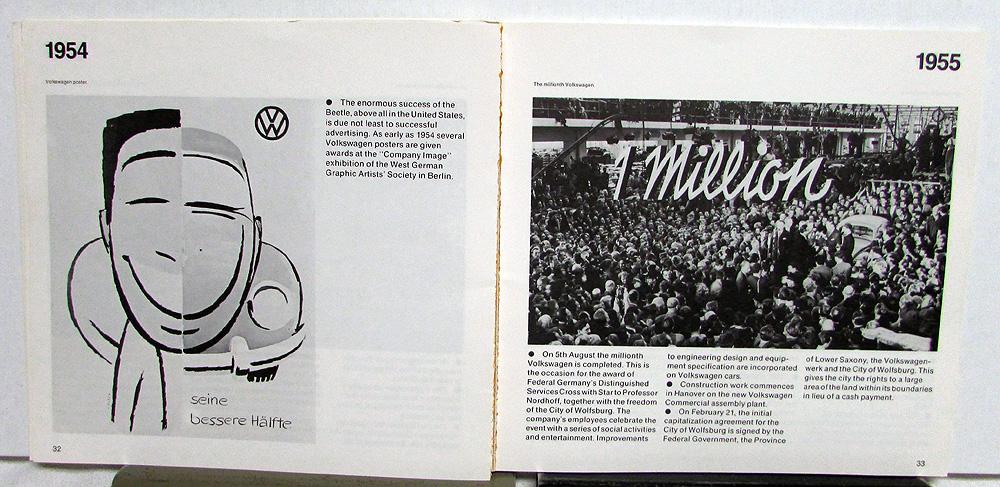 1954
Volkswagen poster.
● The enormous success of the
Beetle, above all in the United States,
is due not least to successful
advertising. As early as 1954 several
Volkswagen posters are given
awards at the "Company Image"
exhibition of the West German
Graphic Artists' Society in Berlin.
VW
seine
bessere Hälfte
32
1955
The millionth Volkswagen.
1 Million
● On 5th August the millionth
Volkswagen is completed. This is
the occasion for the award of
Federal Germany's Distinguished
Services Cross with Star to Professor
Nordhoff, together with the freedom
of the City of Wolfsburg. The
company's employees celebrate the
event with a series of social activities
and entertainment. Improvements
to engineering design and equip-
ment specification are incorporated
on Volkswagen cars.
● Construction work commences
in Hanover on the new Volkswagen
Commercial assembly plant.
● On February 21, the initial
capitalization agreement for the
City of Wolfsburg is signed by the
Federal Government, the Province
of Lower Saxony, the Volkswagen-
werk and the City of Wolfsburg. This
gives the city the rights to a large
area of the land within its boundaries
in lieu of a cash payment.
33